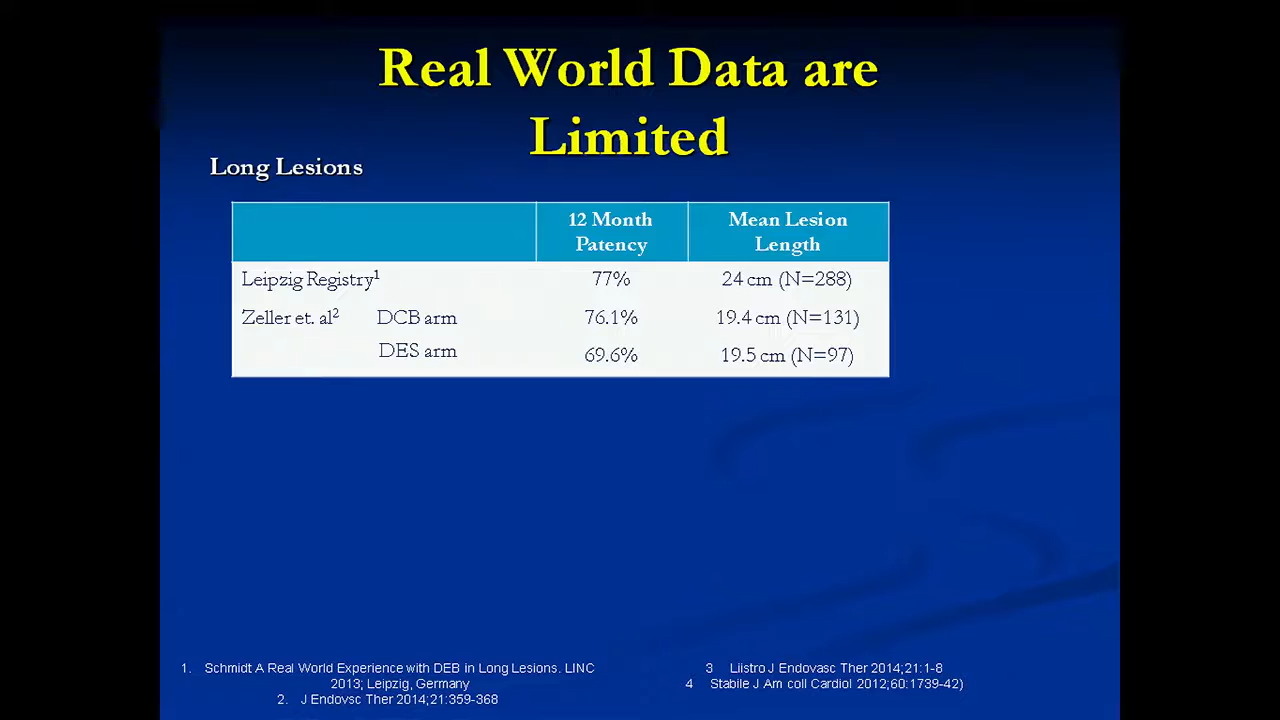 Real World Data are
Limited
Long Lesions
12 Month Patency
Mean Lesion Length
Leipzig Registry1 77% 24 cm (N=288)
Zeller et. al2 DCB arm 76.1% 19.4 cm (N=131)
DES arm 69.6% 19.5 cm (N=97)
1. Schmidt A Real World Experience with DEB in Long Lesions. LINC
2013; Leipzig, Germany
2. J Endovsc Ther 2014;21:359-368
3 Liistro J Endovasc Ther 2014;21:1-8
4 Stabile J Am coll Cardiol 2012;60:1739-42)